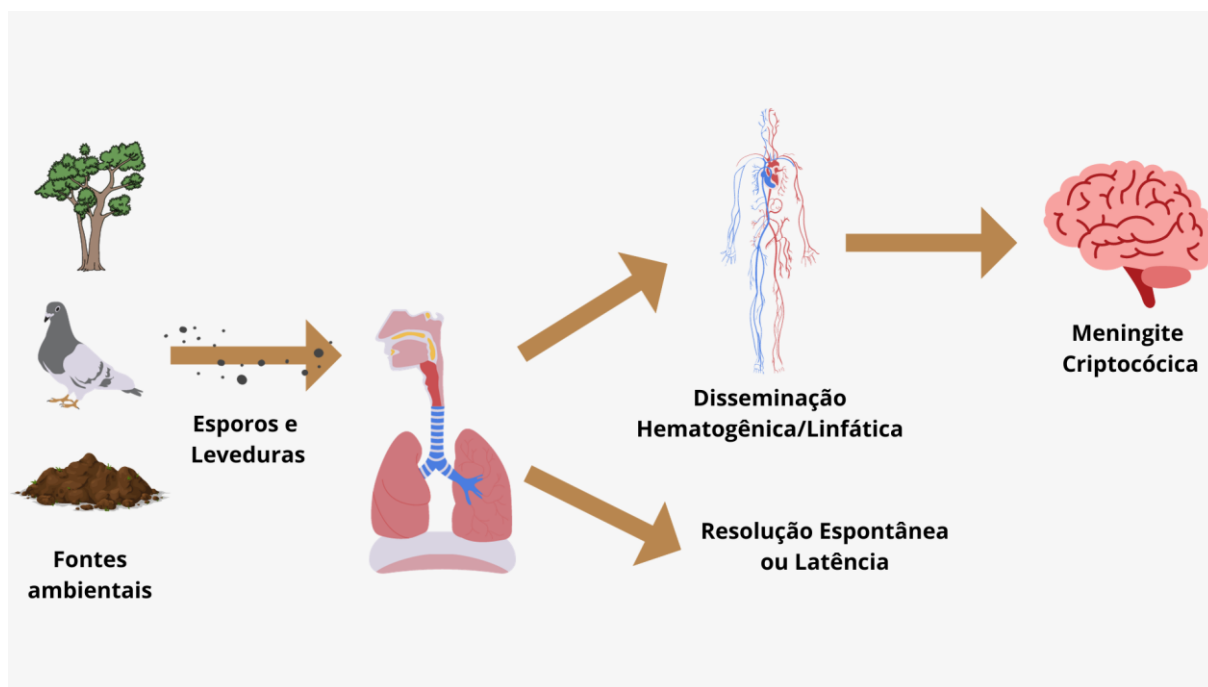 Fontes
ambientais
Esporos e
Leveduras
Disseminação
Hematogênica/Linfática
Resolução Espontânea
ou Latência
Meningite
Criptocócica